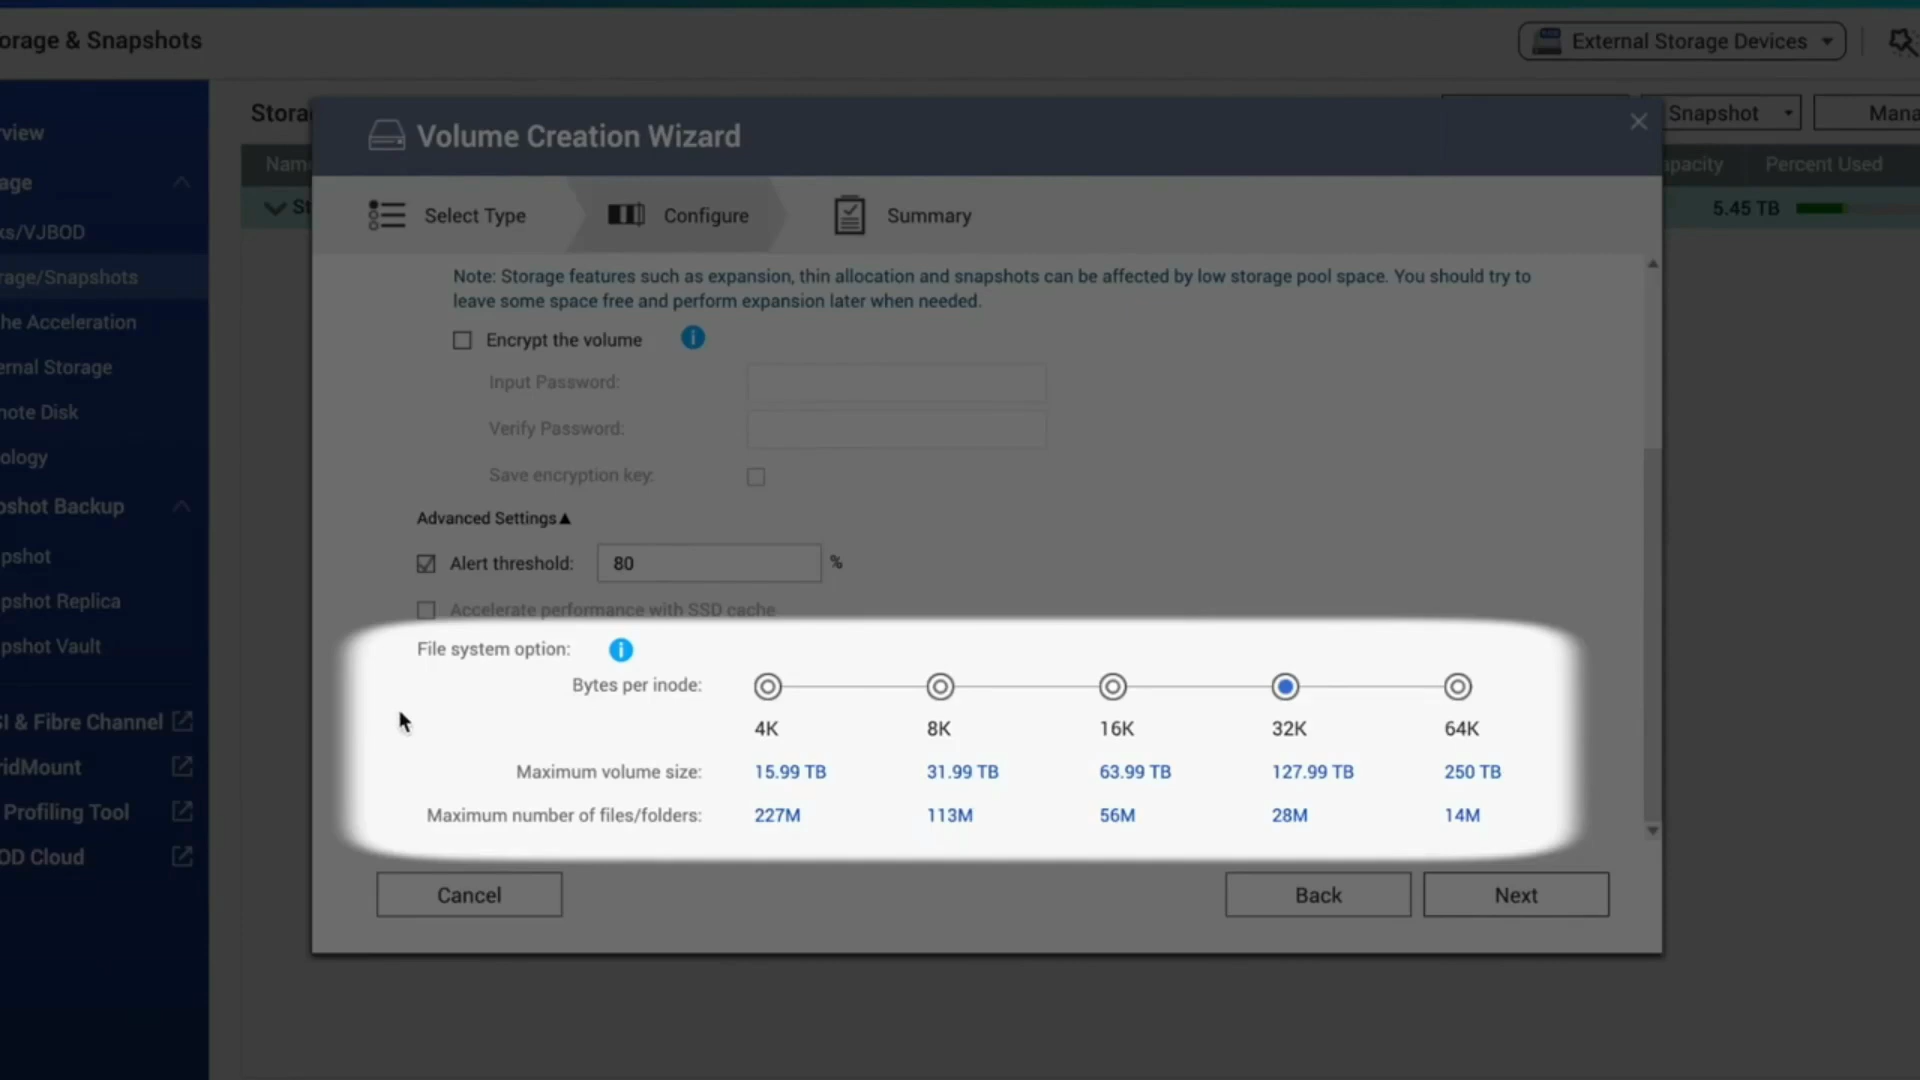 orage & Snapshots
External Storage Devices
Stora
Snapshot
Mana
Name
apacity
Percent Used
St
5.45 TB
rview
age
ks/VJBOD
rage/Snapshots
he Acceleration
ernal Storage
note Disk
ology
pshot Backup
pshot
pshot Replica
pshot Vault
SI & Fibre Channel
ridMount
Profiling Tool
OD Cloud
Volume Creation Wizard
Select Type
Configure
Summary
Note: Storage features such as expansion, thin allocation and snapshots can be affected by low storage pool space. You should try to
leave some space free and perform expansion later when needed.
Encrypt the volume
Input Password:
Verify Password:
Save encryption key:
Advanced Settings▲
Alert threshold: 80 %
Accelerate performance with SSD cache
File system option:
Bytes per inode:
4K 8K 16K 32K 64K
Maximum volume size: 15.99 TB 31.99 TB 63.99 TB 127.99 TB 250 TB
Maximum number of files/folders: 227M 113M 56M 28M 14M
Cancel
Back
Next